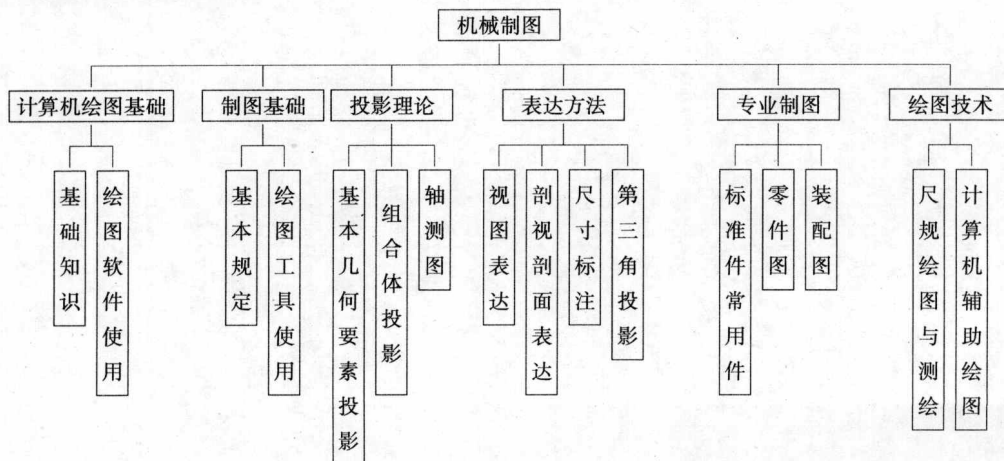 机械制图
计算机绘图基础
制图基础
投影理论
表达方法
专业制图
绘图技术
基础知识
绘图软件使用
基本规定
绘图工具使用
基本几何要素投影
组合体投影
轴测图
视图表达
剖视剖面表达
尺寸标注
第三角投影
标准件常用件
零件图
装配图
尺规绘图与测绘
计算机辅助绘图